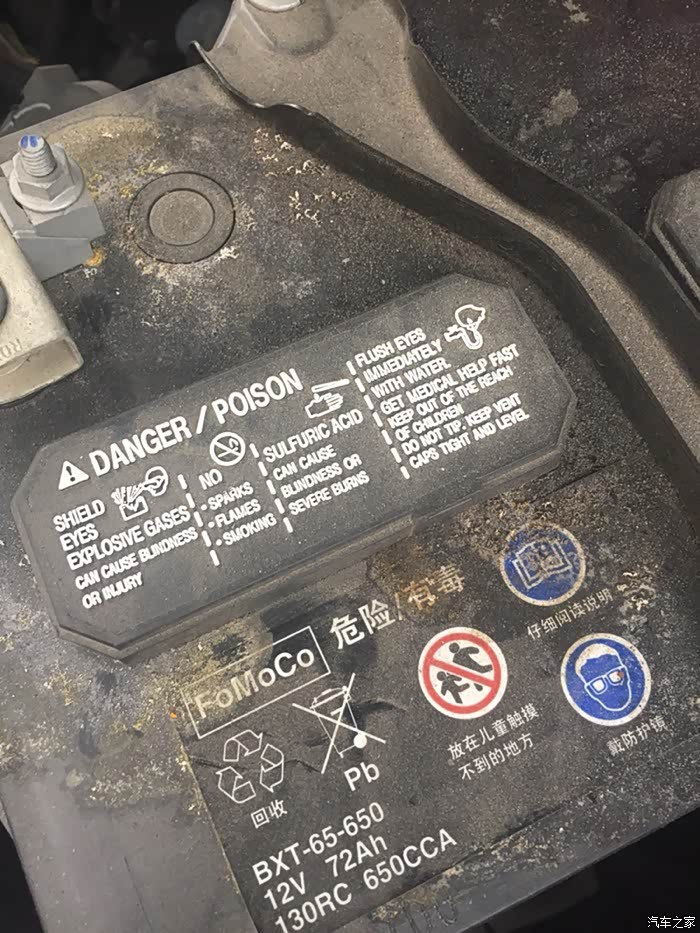 DANGER / POISON
SHIELD
EYES
EXPLOSIVE GASES
CAN CAUSE BLINDNESS
OR INJURY
NO
· SPARKS
· FLAMES
· SMOKING
SULFURIC ACID
CAN CAUSE
BLINDNESS OR
SEVERE BURNS
FLUSH EYES
IMMEDIATELY
WITH WATER
GET MEDICAL HELP FAST
KEEP OUT OF THE REACH
OF CHILDREN
DO NOT TIP. KEEP VENT
CAPS TIGHT AND LEVEL
危险/有毒
FoMoCo
仔细阅读说明
放在儿童触摸
不到的地方
戴防护镜
回收
Pb
BXT-65-650
12V 72Ah
130RC 650CCA
汽车之家